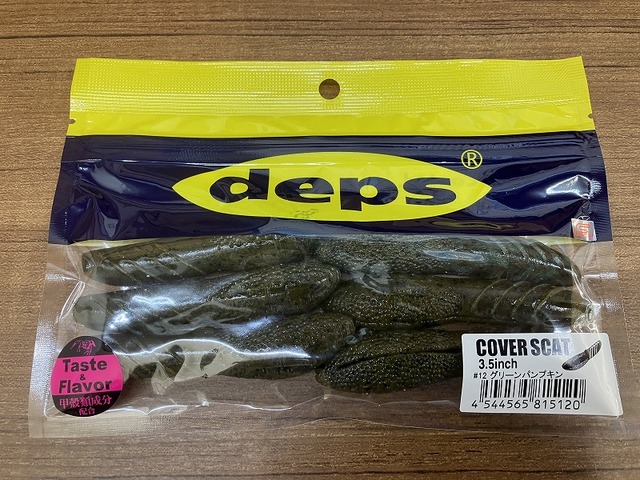 deps®
Taste
&
Flavor
甲殻類成分
配合
COVER SCAT
3.5inch
#12 グリーンパンプキン
4 544565 815120